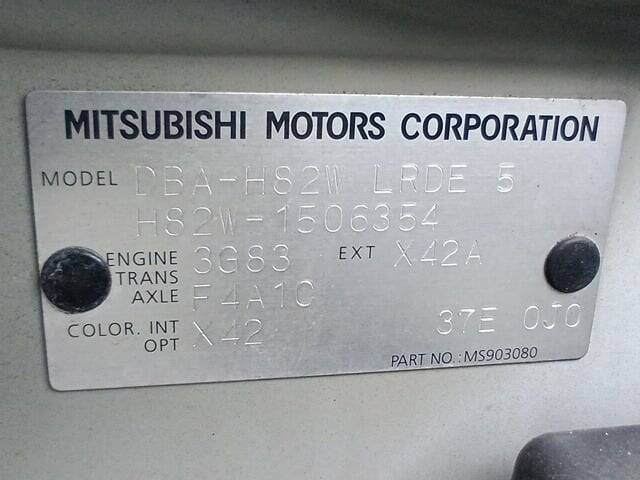 MITSUBISHI MOTORS CORPORATION
MODEL DBA-H82W LRDE 5
H82W-1506354
ENGINE 3G83 EXT X42A
TRANS
AXLE F4A1C
COLOR. INT X42 37E 0J0
OPT
PART NO.:MS903080